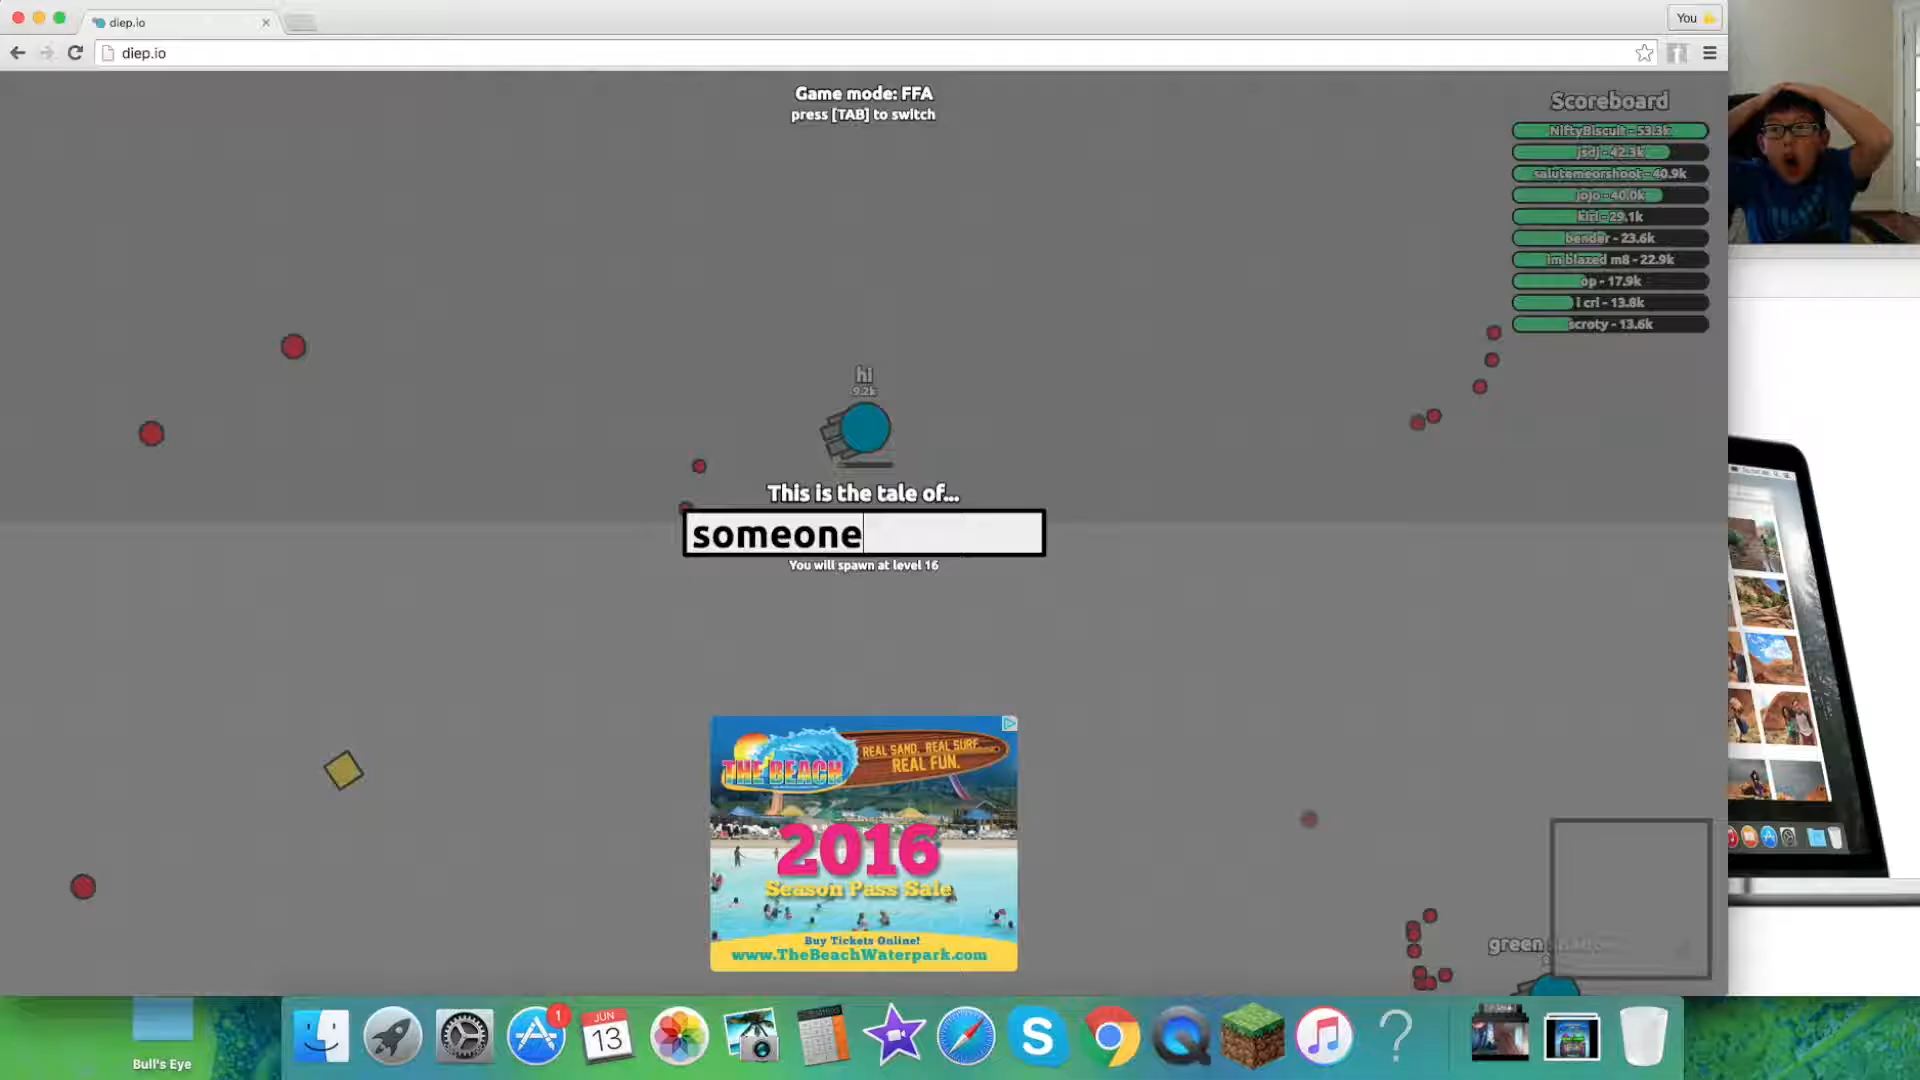 diep.io
You
diep.io
Game mode: FFA
press [TAB] to switch
Scoreboard
NiftyBiscuit - 53.3k
jsdj - 42.3k
salutemeorshoot - 40.9k
jojo - 40.0k
kiri - 29.1k
bender - 23.6k
Im blazed m8 - 22.9k
op - 17.9k
i cri - 13.8k
scroty - 13.6k
hi
9.2k
This is the tale of...
someone
You will spawn at level 16
REAL SAND. REAL SURF.
REAL FUN.
THE BEACH
2016
Season Pass Sale
Buy Tickets Online!
www.TheBeachWaterpark.com
green
1
JUN
13
Bull's Eye